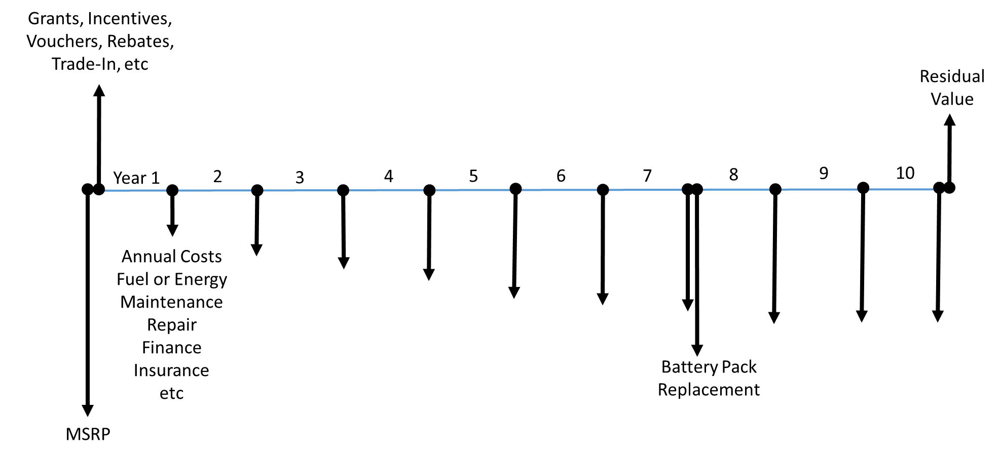 Grants, Incentives,
Vouchers, Rebates,
Trade-In, etc
Residual
Value
Year 1 2 3 4 5 6 7 8 9 10
Annual Costs
Fuel or Energy
Maintenance
Repair
Finance
Insurance
etc
Battery Pack
Replacement
MSRP